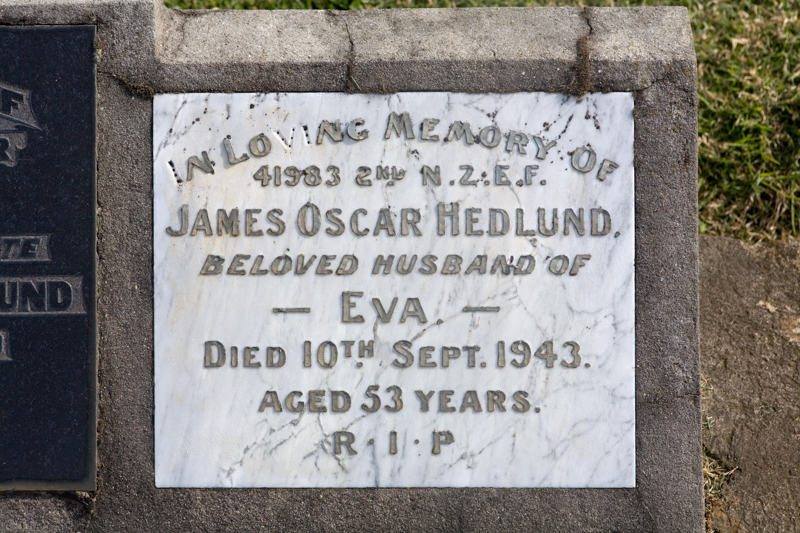 IN LOVING MEMORY OF
41983 2ND N.Z.E.F.
JAMES OSCAR HEDLUND.
BELOVED HUSBAND OF
— EVA —
DIED 10TH SEPT. 1943.
AGED 53 YEARS.
R·I·P